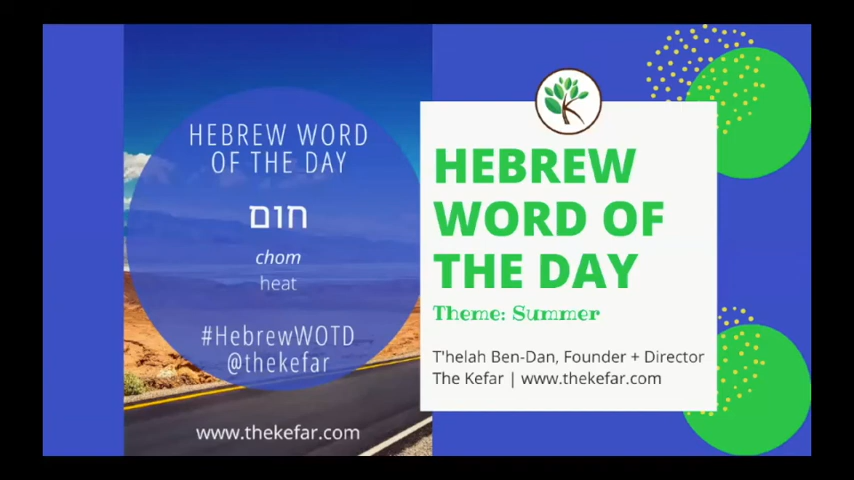 HEBREW WORD
OF THE DAY
חום
chom
heat
#HebrewWOTD
@thekefar
www.thekefar.com
HEBREW
WORD OF
THE DAY
Theme: Summer
T'helah Ben-Dan, Founder + Director
The Kefar | www.thekefar.com